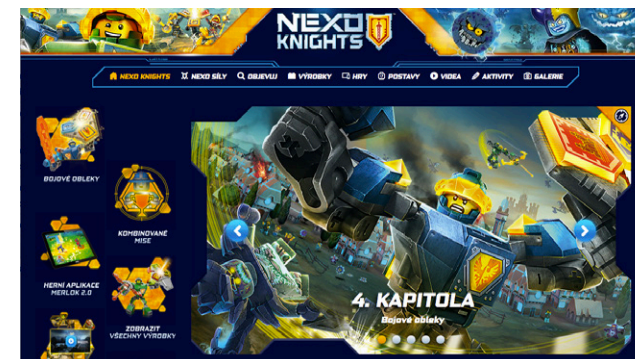 NEXO
KNIGHTS
NEXO KNIGHTS NEXO SÍLY OBJEVUJ VÝROBKY HRY POSTAVY VIDEA AKTIVITY GALERIE
BOJOVÉ OBLEKY
KOMBINOVANÉ
MISE
HERNÍ APLIKACE
MERLOK 2.0
ZOBRAZIT
VŠECHNY VÝROBKY
4. KAPITOLA
Bojové obleky